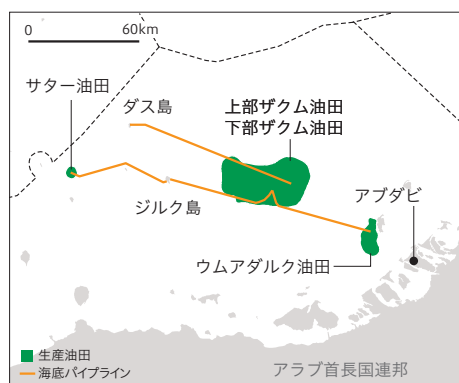 0 60km
サター油田
ダス島
上部ザクム油田
下部ザクム油田
ジルク島
アブダビ
ウムアダルク油田
生産油田
海底パイプライン
アラブ首長国連邦